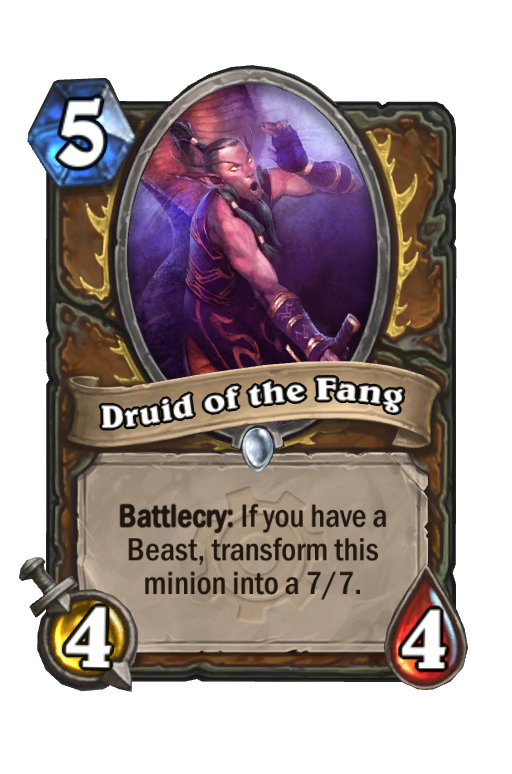 5
Druid of the Fang
Battlecry: If you have a
Beast, transform this
minion into a 7/7.
4
4